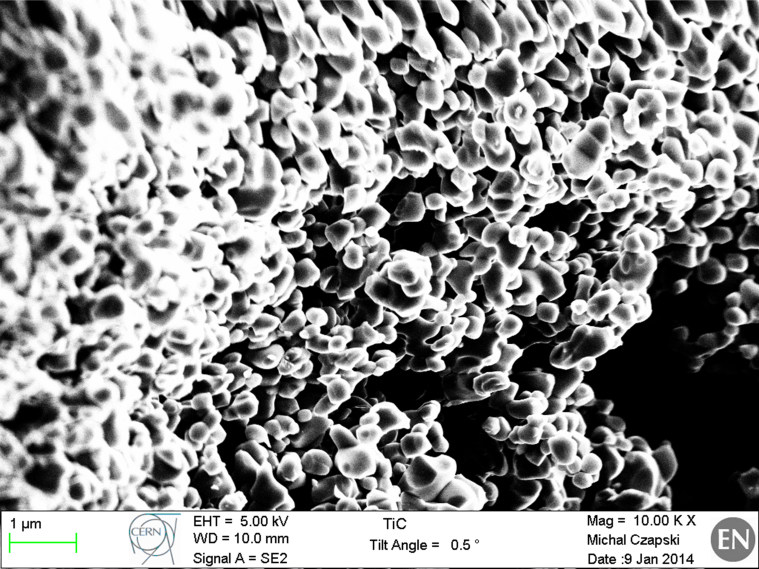 1 µm
CERN
EHT = 5.00 kV
WD = 10.0 mm
Signal A = SE2
TiC
Tilt Angle = 0.5 °
Mag = 10.00 K X
Michal Czapski
Date :9 Jan 2014
EN